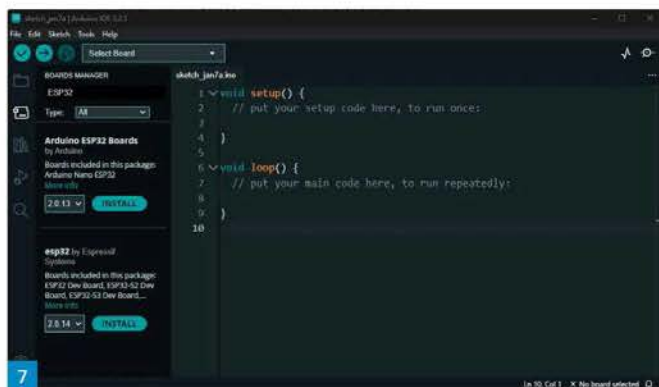 sketch_jan7a | Arduino IDE 2.2.1
File Edit Sketch Tools Help
Select Board
BOARDS MANAGER
ESP32
Type: All
Arduino ESP32 Boards
by Arduino
Boards included in this package:
Arduino Nano ESP32
More info
2.0.13 INSTALL
esp32 by Espressif
Systems
Boards included in this package:
ESP32 Dev Board, ESP32-S2 Dev
Board, ESP32-S3 Dev Board,...
More info
2.0.14 INSTALL
sketch_jan7a.ino
...
1 void setup() {
2 // put your setup code here, to run once:
3
4 }
5
6 void loop() {
7 // put your main code here, to run repeatedly:
8
9 }
10
7
Ln 10, Col 1 X No board selected